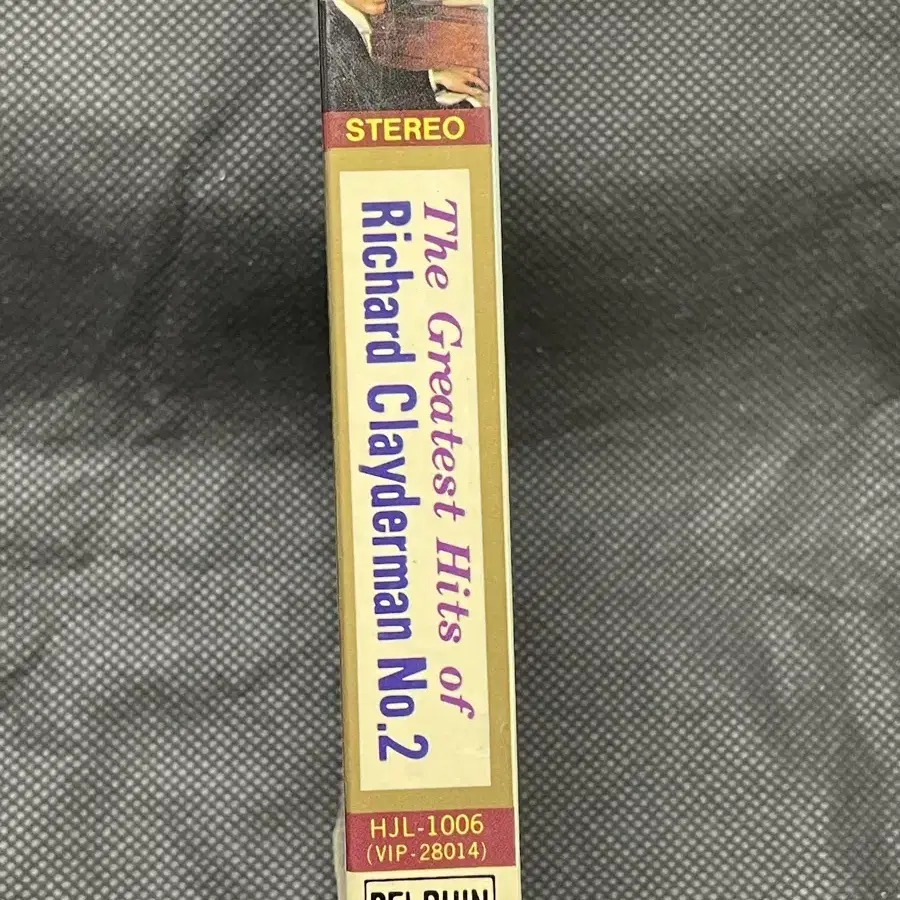 STEREO
The Greatest Hits of
Richard Clayderman No.2
HJL-1006
(VIP-28014)